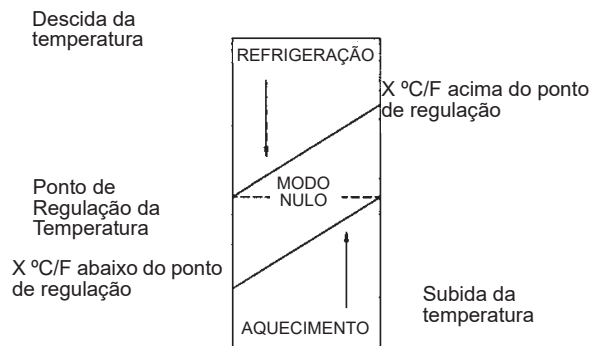 Descida da
temperatura
REFRIGERAÇÃO
X ºC/F acima do ponto
de regulação
Ponto de
Regulação da
Temperatura
MODO
NULO
X ºC/F abaixo do ponto
de regulação
Subida da
temperatura
AQUECIMENTO